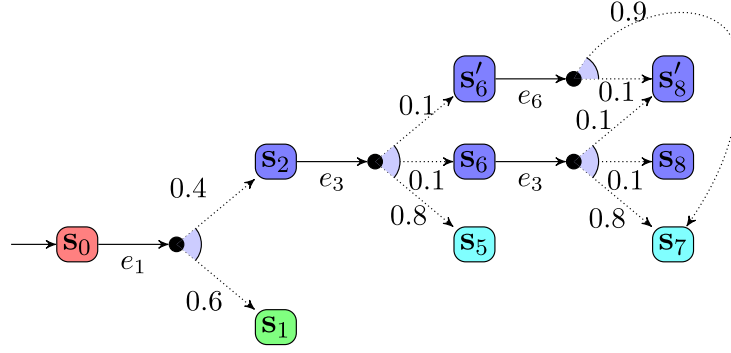 0.9
s′₆
e₆
0.1
s′₈
0.1
0.1
s₂
e₃
0.1
s₆
e₃
0.1
s₈
0.4
0.8
0.8
s₀
e₁
s₅
s₇
0.6
s₁